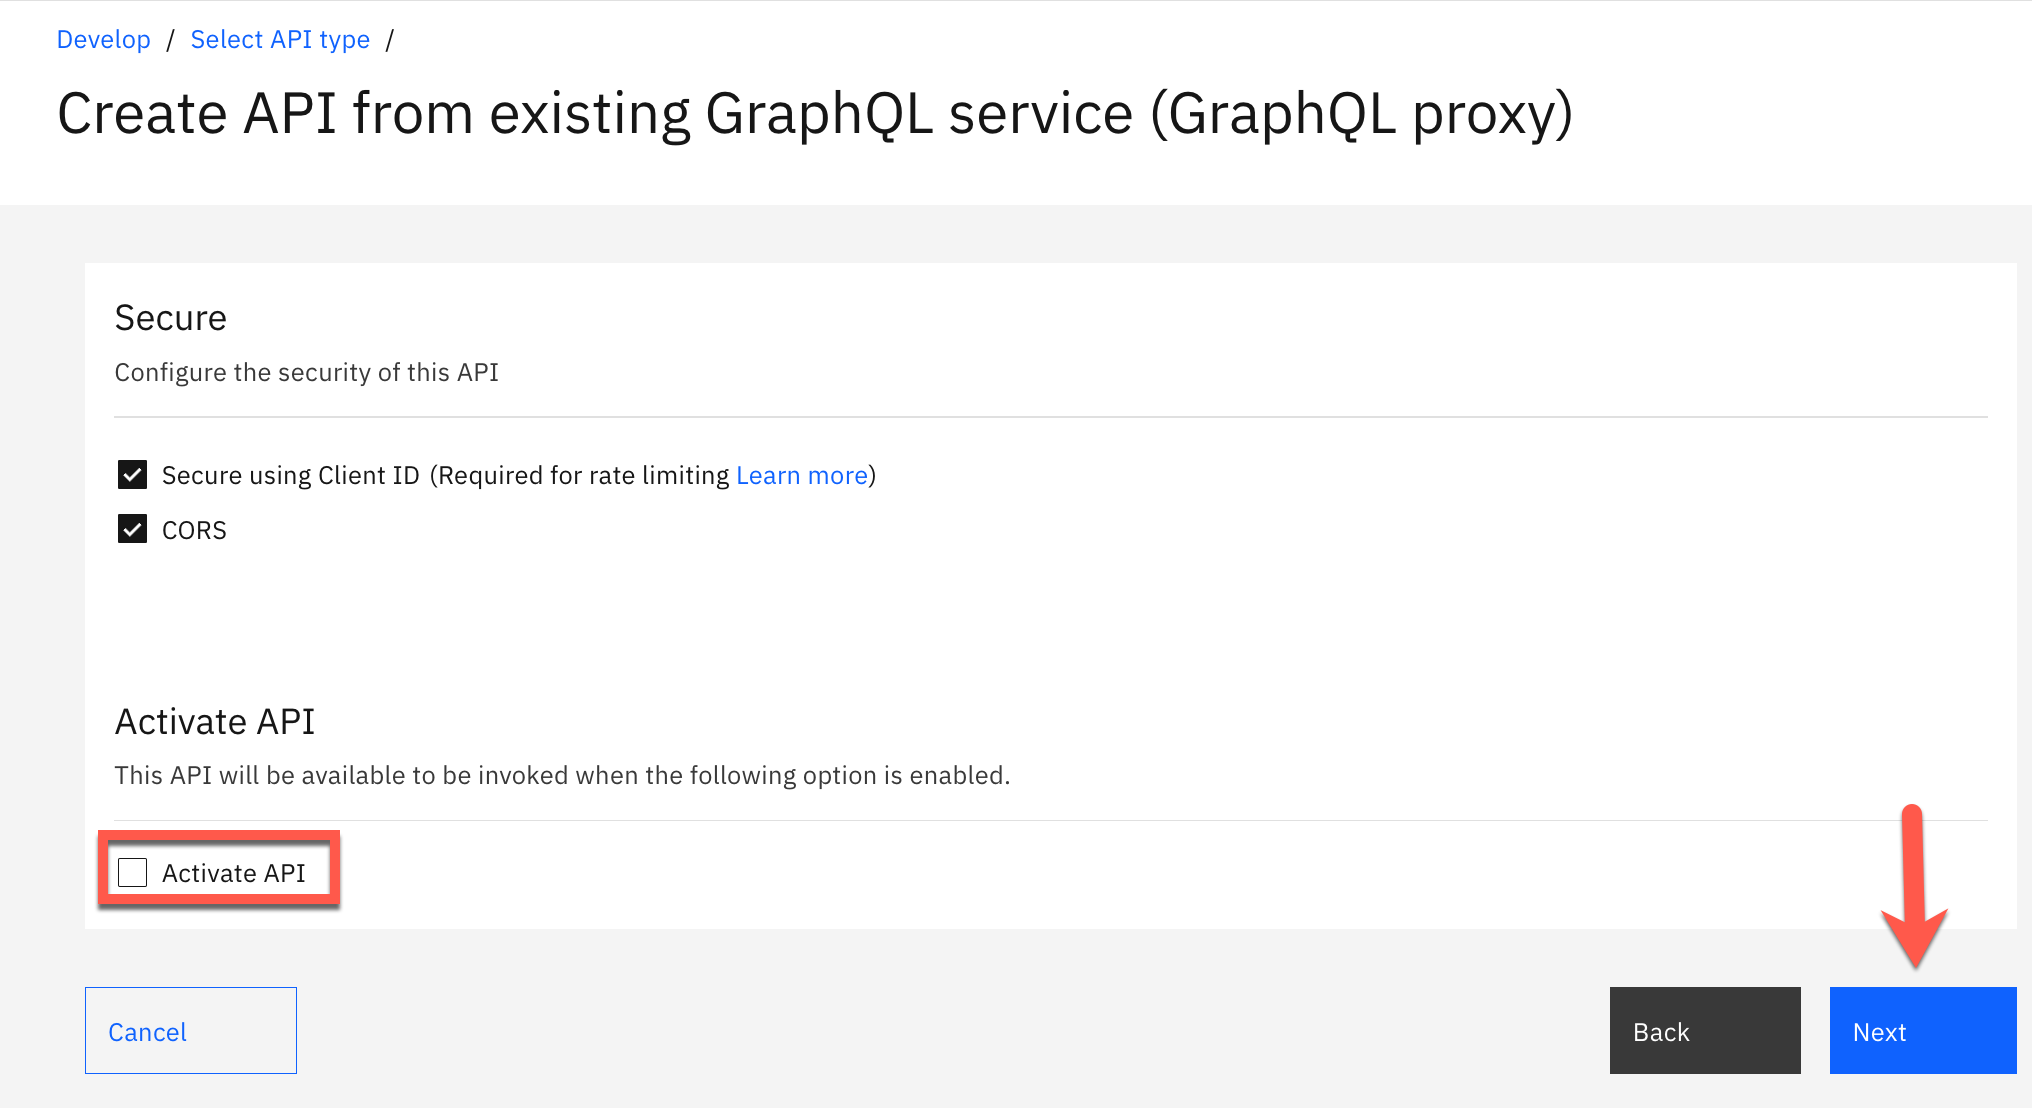 Develop / Select API type /
Create API from existing GraphQL service (GraphQL proxy)
Secure
Configure the security of this API
Secure using Client ID (Required for rate limiting Learn more)
CORS
Activate API
This API will be available to be invoked when the following option is enabled.
Activate API
Cancel
Back
Next